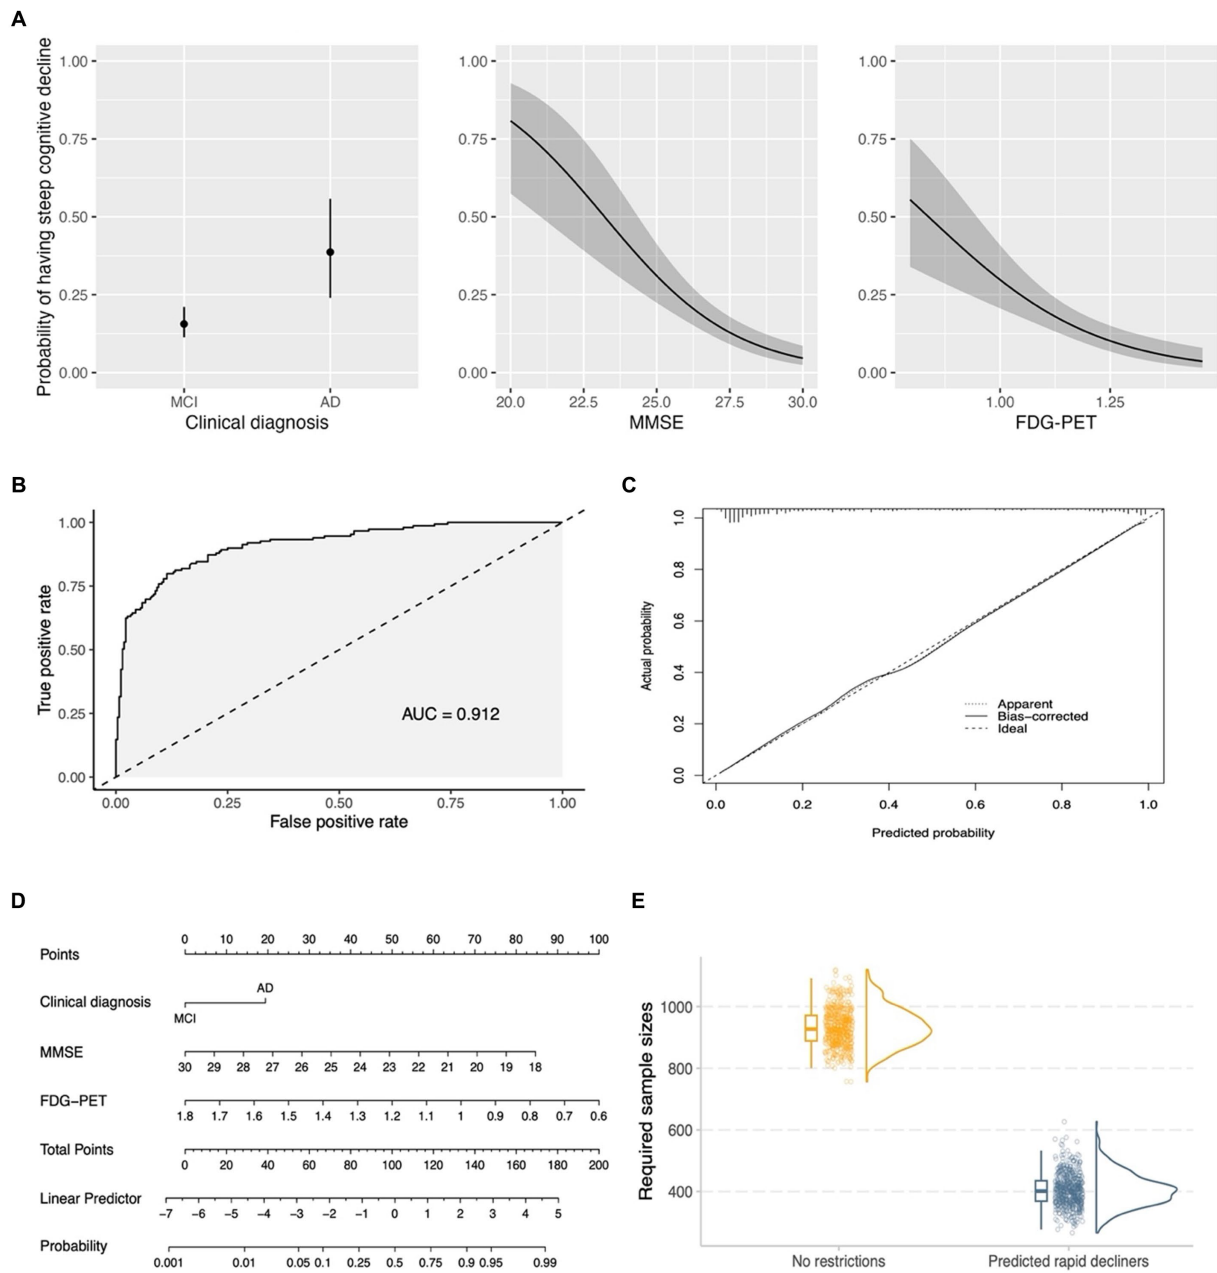 A
Probability of having steep cognitive decline
1.00
0.75
0.50
0.25
0.00
MCI AD
Clinical diagnosis
1.00
0.75
0.50
0.25
0.00
20.0 22.5 25.0 27.5 30.0
MMSE
1.00
0.75
0.50
0.25
0.00
1.00 1.25
FDG-PET
B
True positive rate
1.00
0.75
0.50
0.25
0.00
AUC = 0.912
0.00 0.25 0.50 0.75 1.00
False positive rate
C
Actual probability
1.0
0.8
0.6
0.4
0.2
0.0
Apparent
Bias−corrected
Ideal
0.0 0.2 0.4 0.6 0.8 1.0
Predicted probability
D
0 10 20 30 40 50 60 70 80 90 100
Points
AD
Clinical diagnosis
MCI
MMSE
30 29 28 27 26 25 24 23 22 21 20 19 18
FDG−PET
1.8 1.7 1.6 1.5 1.4 1.3 1.2 1.1 1 0.9 0.8 0.7 0.6
Total Points
0 20 40 60 80 100 120 140 160 180 200
Linear Predictor
−7 −6 −5 −4 −3 −2 −1 0 1 2 3 4 5
Probability
0.001 0.01 0.05 0.1 0.25 0.5 0.75 0.9 0.95 0.99
E
Required sample sizes
1000
800
600
400
No restrictions Predicted rapid decliners